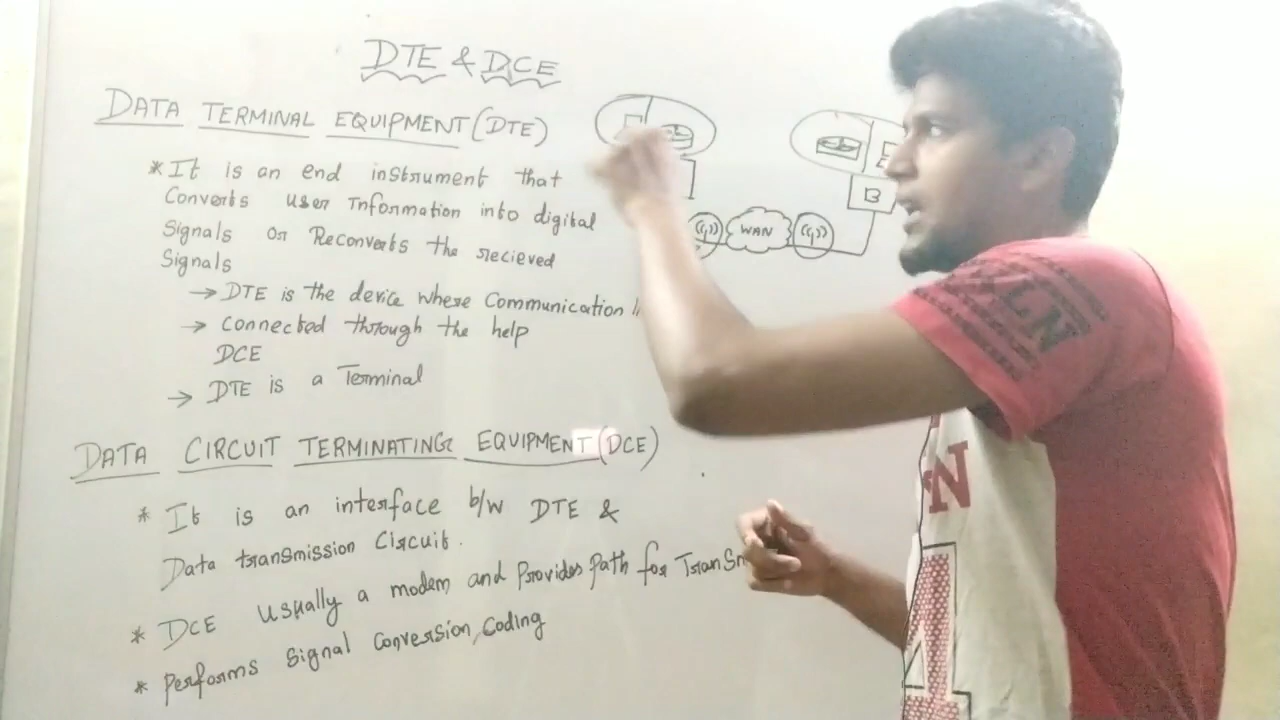 DTE & DCE
DATA TERMINAL EQUIPMENT (DTE)
* It is an end instrument that
Converts user Information into digital
Signals or Reconverts the recieved
Signals
→ DTE is the device where Communication
→ Connected through the help
DCE
→ DTE is a Terminal
DATA CIRCUIT TERMINATING EQUIPMENT (DCE)
* It is an interface b/w DTE &
Data transmission Circuit.
* DCE usually a modem and Provides Path for
* Performs Signal Conversion, Coding
B
WAN
N